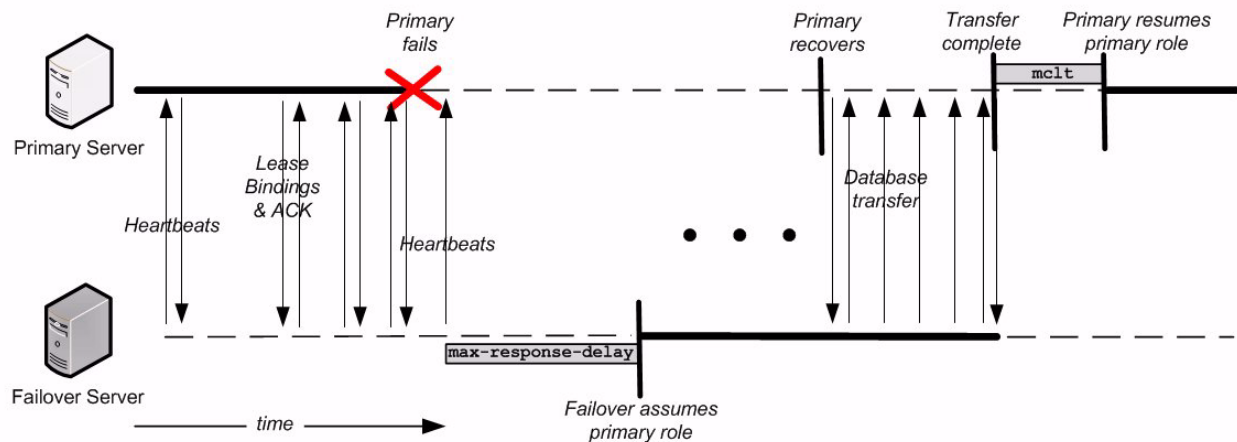 Primary
fails
Primary
recovers
Transfer
complete
Primary resumes
primary role
mclt
Primary Server
Lease
Bindings
& ACK
Database
transfer
Heartbeats
Heartbeats
max-response-delay
Failover Server
Failover assumes
primary role
time